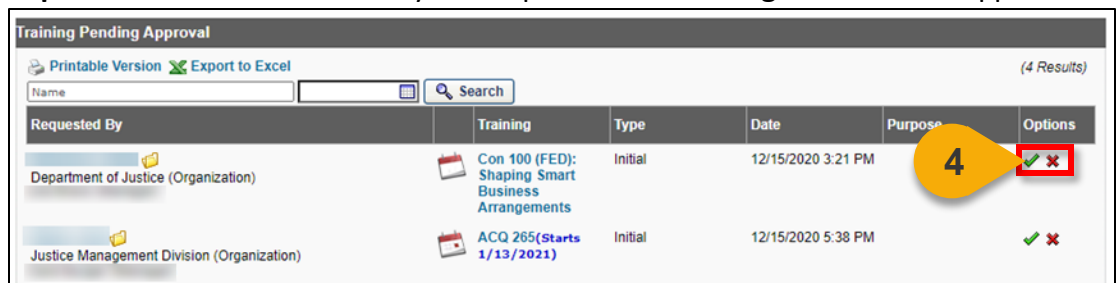 Training Pending Approval
Printable Version Export to Excel (4 Results)
Name Search
Requested By Training Type Date Purpose Options
Con 100 (FED): Initial 12/15/2020 3:21 PM 4
Department of Justice (Organization) Shaping Smart
Business
Arrangements
ACQ 265(Starts Initial 12/15/2020 5:38 PM
Justice Management Division (Organization) 1/13/2021)